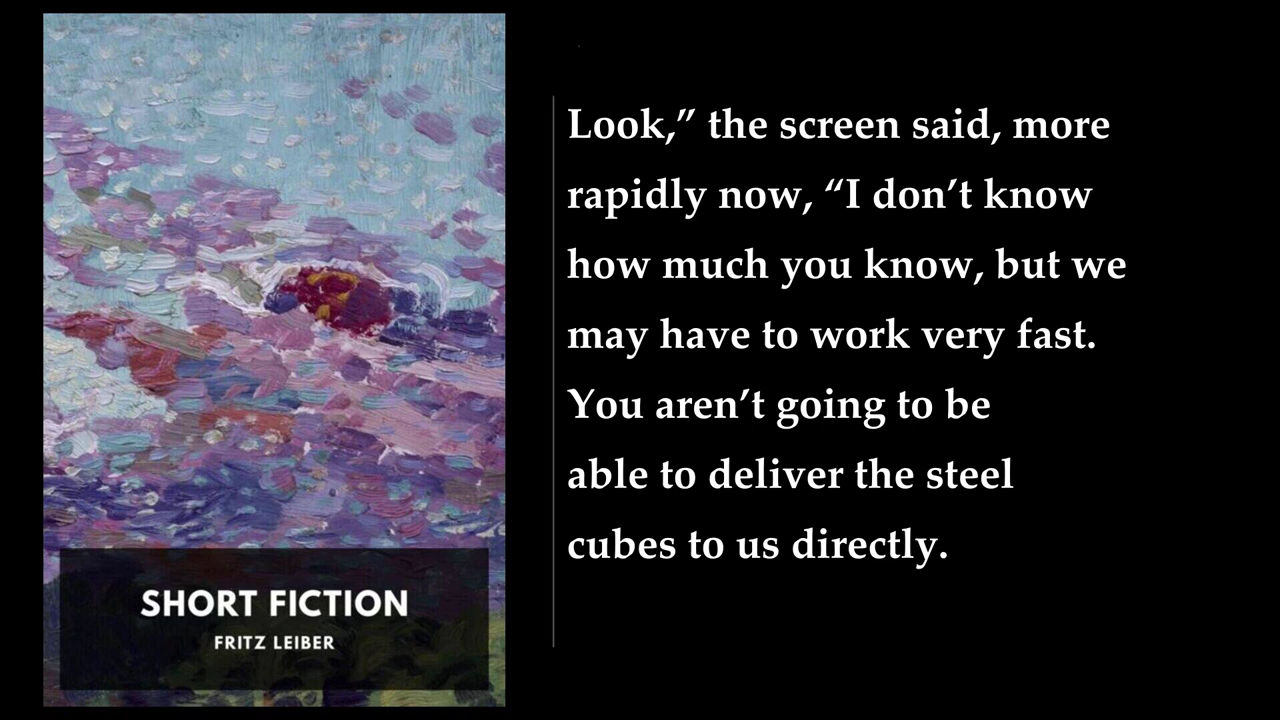 Look,” the screen said, more
rapidly now, “I don’t know
how much you know, but we
may have to work very fast.
You aren’t going to be
able to deliver the steel
cubes to us directly.
SHORT FICTION
FRITZ LEIBER